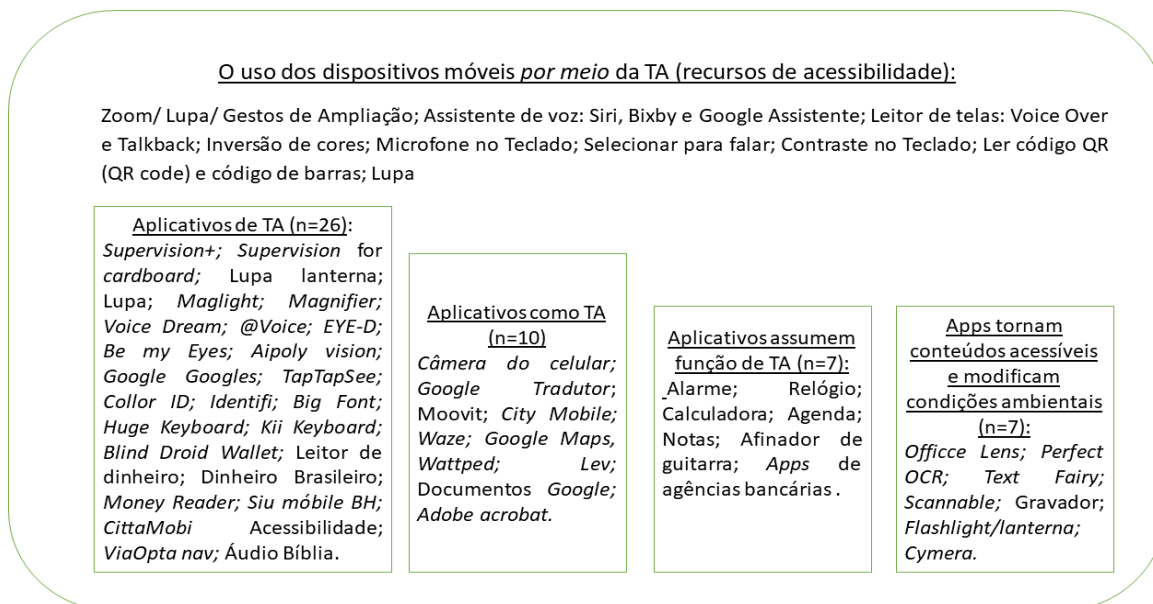 O uso dos dispositivos móveis por meio da TA (recursos de acessibilidade):
Zoom/ Lupa/ Gestos de Ampliação; Assistente de voz: Siri, Bixby e Google Assistente; Leitor de telas: Voice Over
e Talkback; Inversão de cores; Microfone no Teclado; Selecionar para falar; Contraste no Teclado; Ler código QR
(QR code) e código de barras; Lupa
Aplicativos de TA (n=26):
Supervision+; Supervision for
cardboard; Lupa lanterna;
Lupa; Maglight; Magnifier;
Voice Dream; @Voice; EYE-D;
Be my Eyes; Aipoly vision;
Google Googles; TapTapSee;
Collor ID; Identifi; Big Font;
Huge Keyboard; Kii Keyboard;
Blind Droid Wallet; Leitor de
dinheiro; Dinheiro Brasileiro;
Money Reader; Siu móbile BH;
CittaMobi Acessibilidade;
ViaOpta nav; Áudio Bíblia.
Aplicativos como TA
(n=10)
Câmera do celular;
Google Tradutor;
Moovit; City Mobile;
Waze; Google Maps,
Wattped; Lev;
Documentos Google;
Adobe acrobat.
Aplicativos assumem
função de TA (n=7):
Alarme; Relógio;
Calculadora; Agenda;
Notas; Afinador de
guitarra; Apps de
agências bancárias .
Apps tornam
conteúdos acessíveis
e modificam
condições ambientais
(n=7):
Officce Lens; Perfect
OCR; Text Fairy;
Scannable; Gravador;
Flashlight/lanterna;
Cymera.